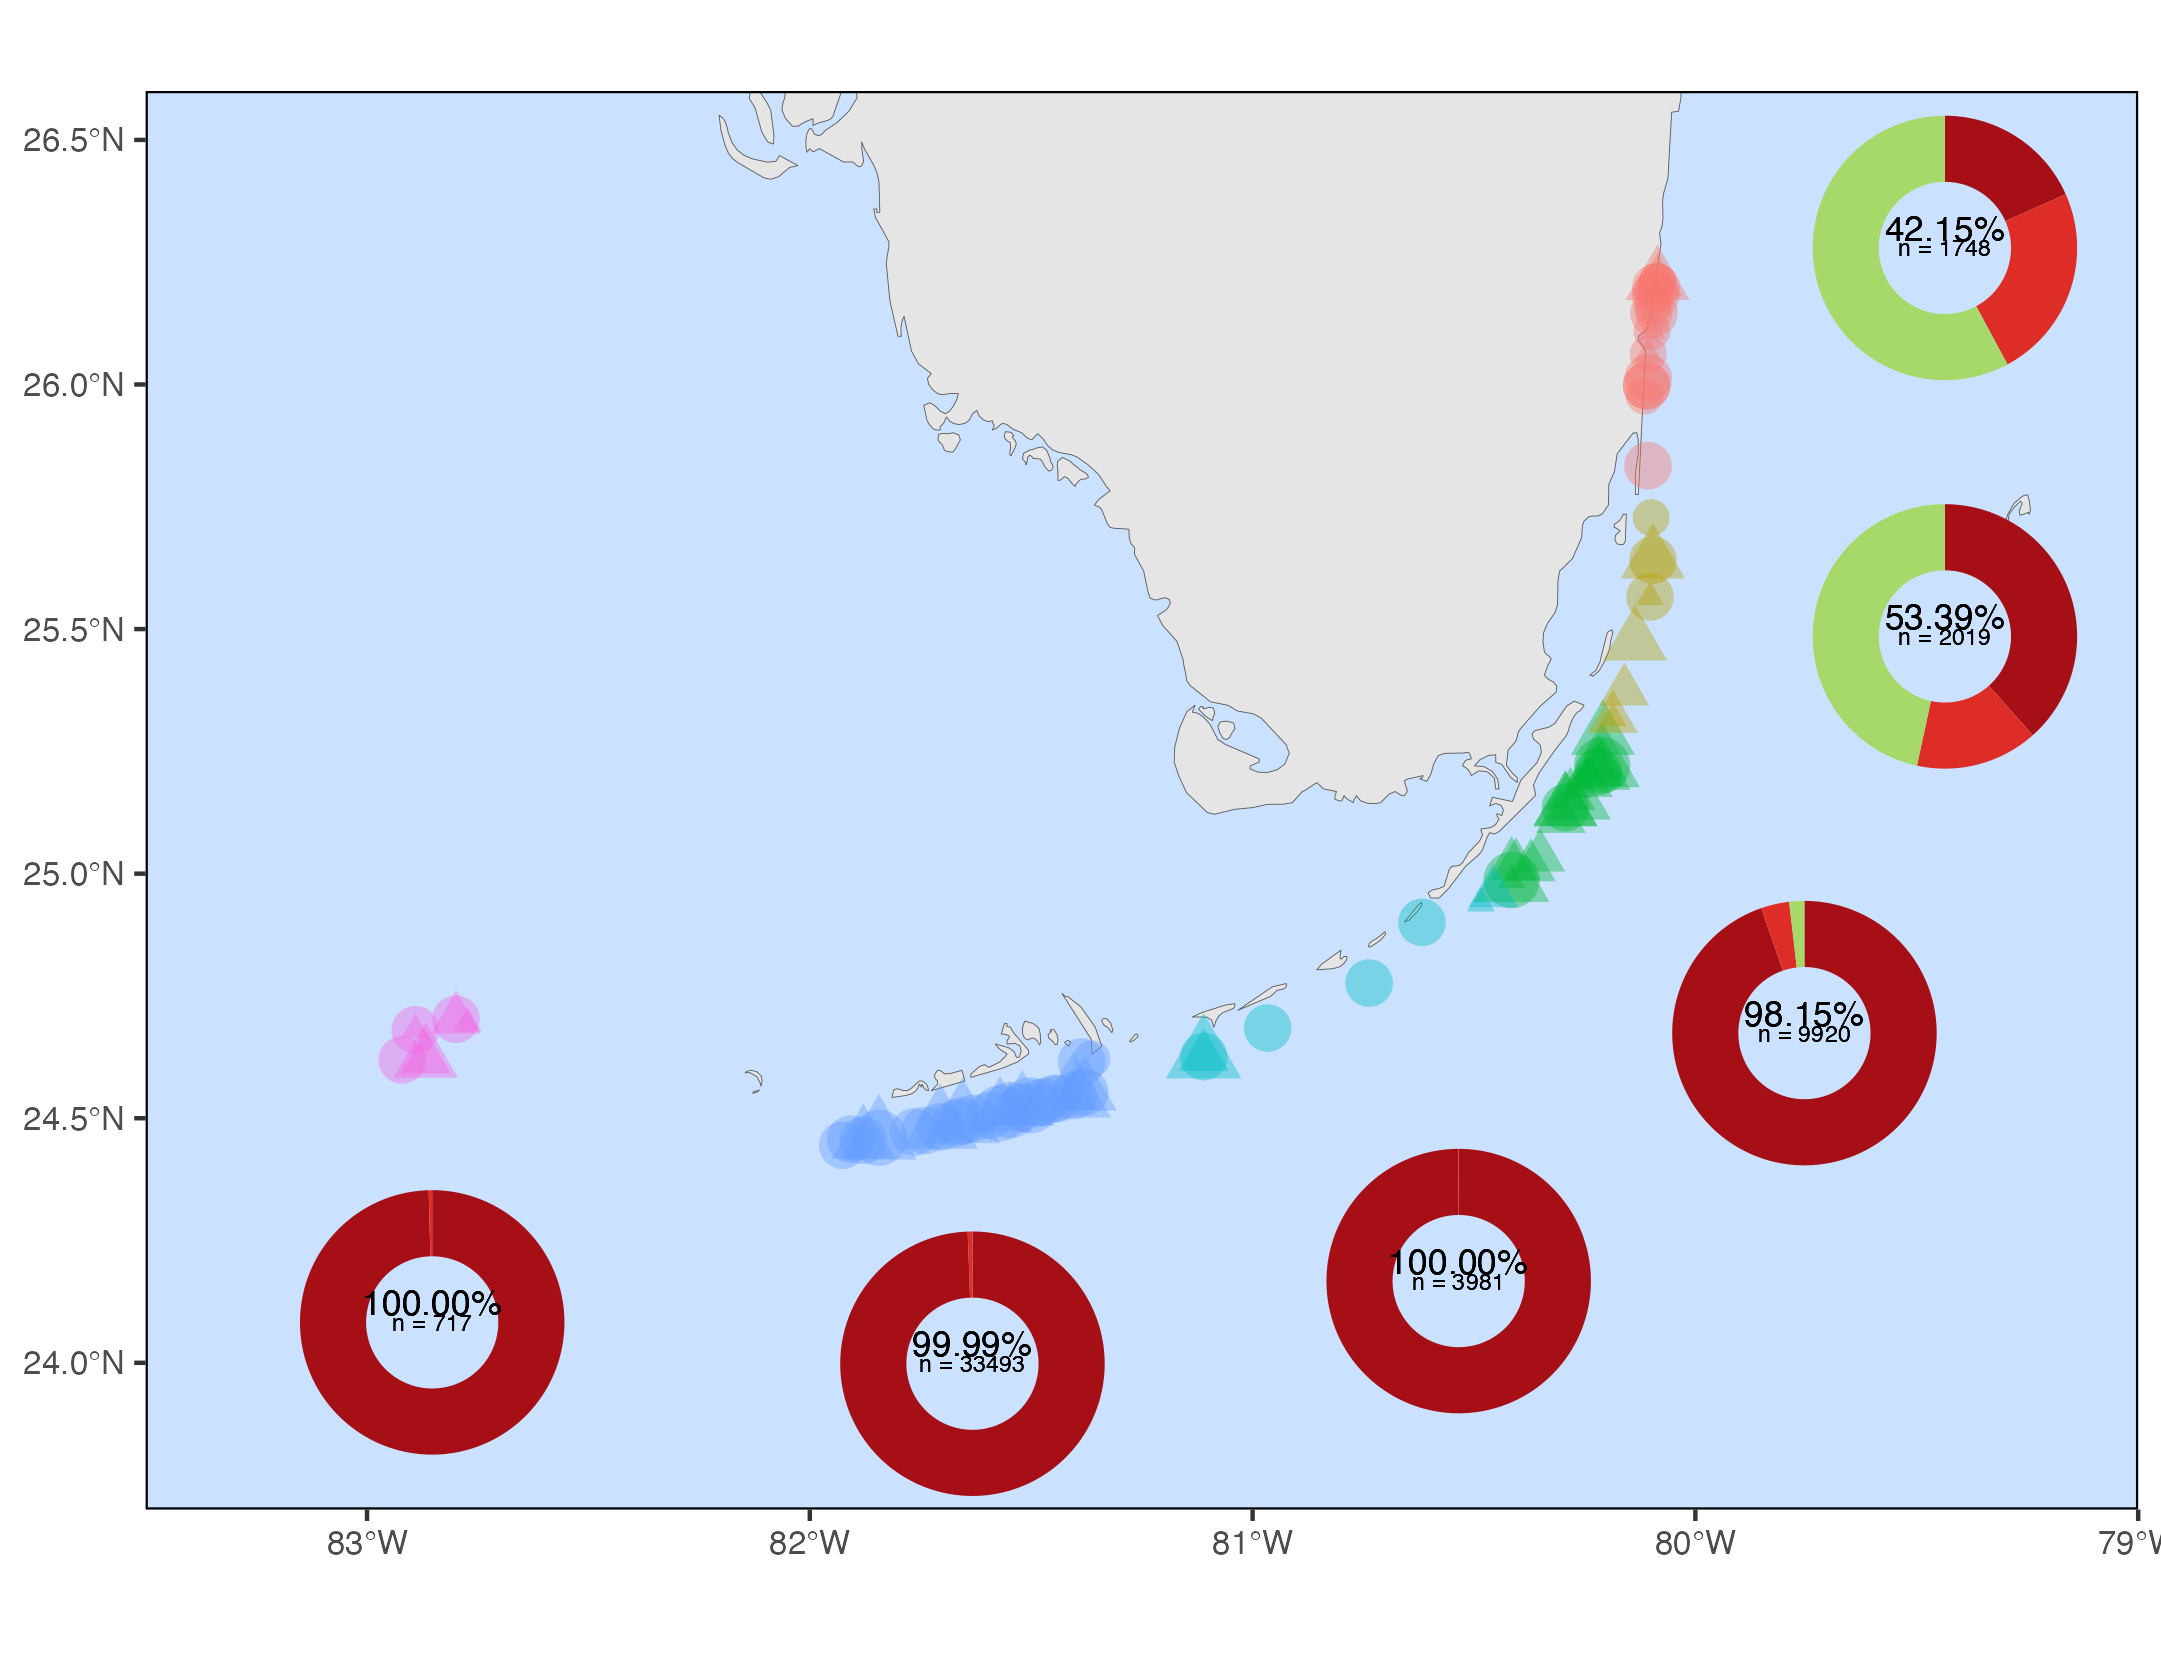 26.5°N
26.0°N
25.5°N
25.0°N
24.5°N
24.0°N
42.15%
n = 1748
53.39%
n = 2019
98.15%
n = 9920
100.00%
n = 3981
99.99%
n = 33493
100.00%
n = 717
83°W
82°W
81°W
80°W
79°W